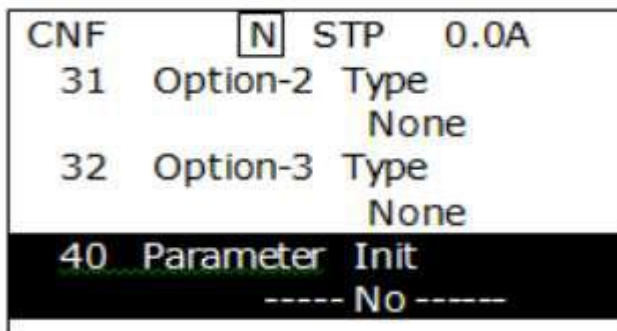 CNF N STP 0.0A
31 Option-2 Type
None
32 Option-3 Type
None
40 Parameter Init
----- No ------